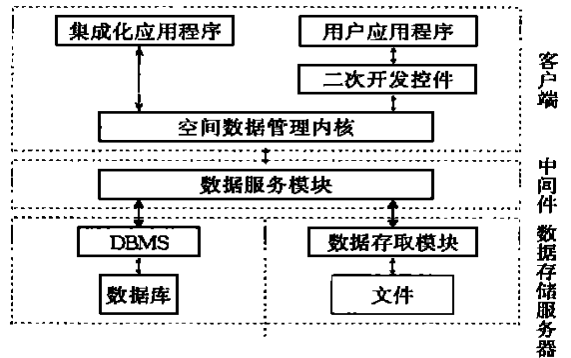 集成化应用程序
用户应用程序
二次开发控件
空间数据管理内核
客户端
数据服务模块
中间件
DBMS
数据存取模块
数据库
文件
数据存储服务器